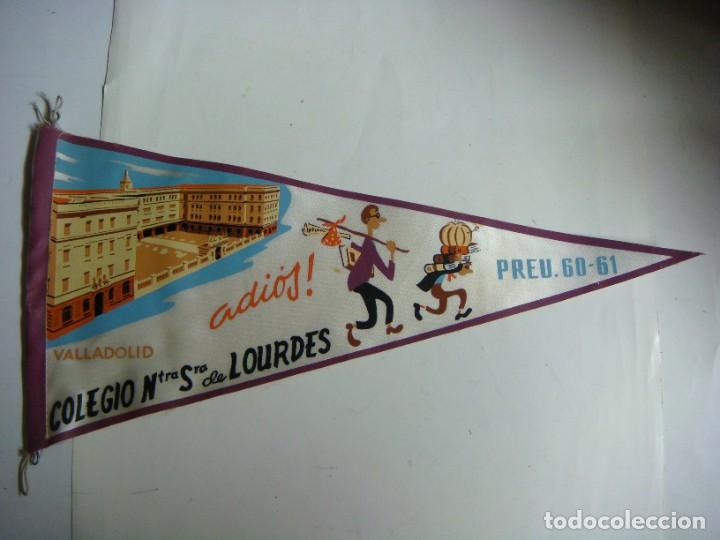 VALLADOLID
adiós!
COLEGIO Ntra Sra de LOURDES
PREU. 60-61
todocoleccion